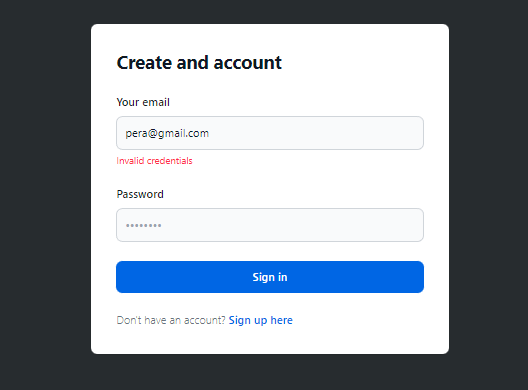 Create and account
Your email
pera@gmail.com
Invalid credentials
Password
••••••••
Sign in
Don't have an account? Sign up here